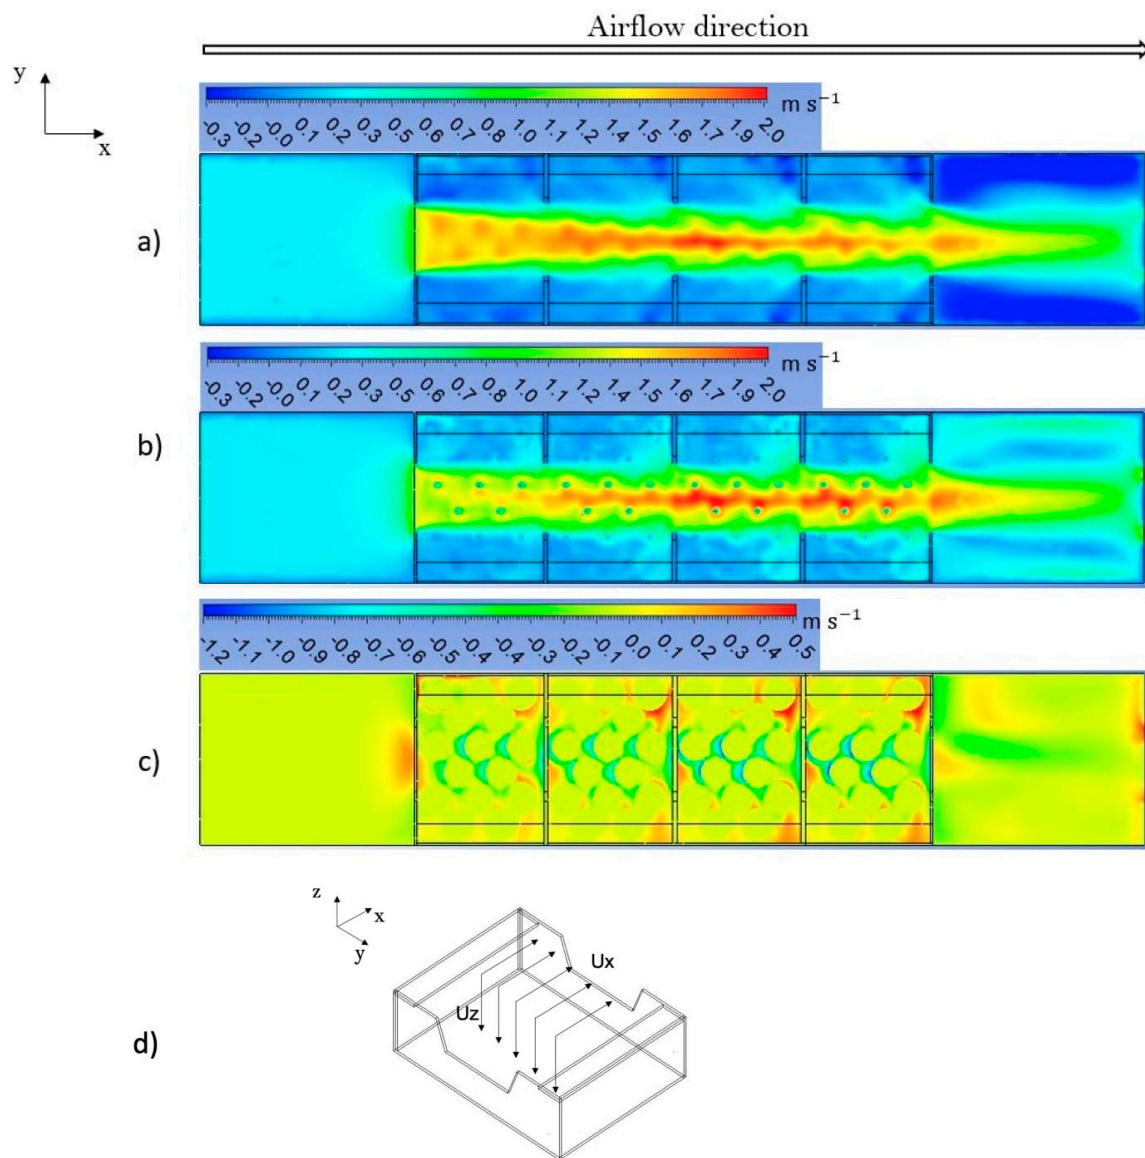 Airflow direction
y
x
m s⁻¹
-0.3 -0.2 -0.0 0.1 0.2 0.3 0.5 0.6 0.7 0.8 1.0 1.1 1.2 1.4 1.5 1.6 1.7 1.9 2.0
a)
m s⁻¹
-0.3 -0.2 -0.0 0.1 0.2 0.3 0.5 0.6 0.7 0.8 1.0 1.1 1.2 1.4 1.5 1.6 1.7 1.9 2.0
b)
m s⁻¹
-1.2 -1.1 -1.0 -0.9 -0.8 -0.7 -0.6 -0.5 -0.4 -0.3 -0.2 -0.1 0.0 0.1 0.2 0.3 0.4 0.5
c)
z
x
y
Ux
Uz
d)